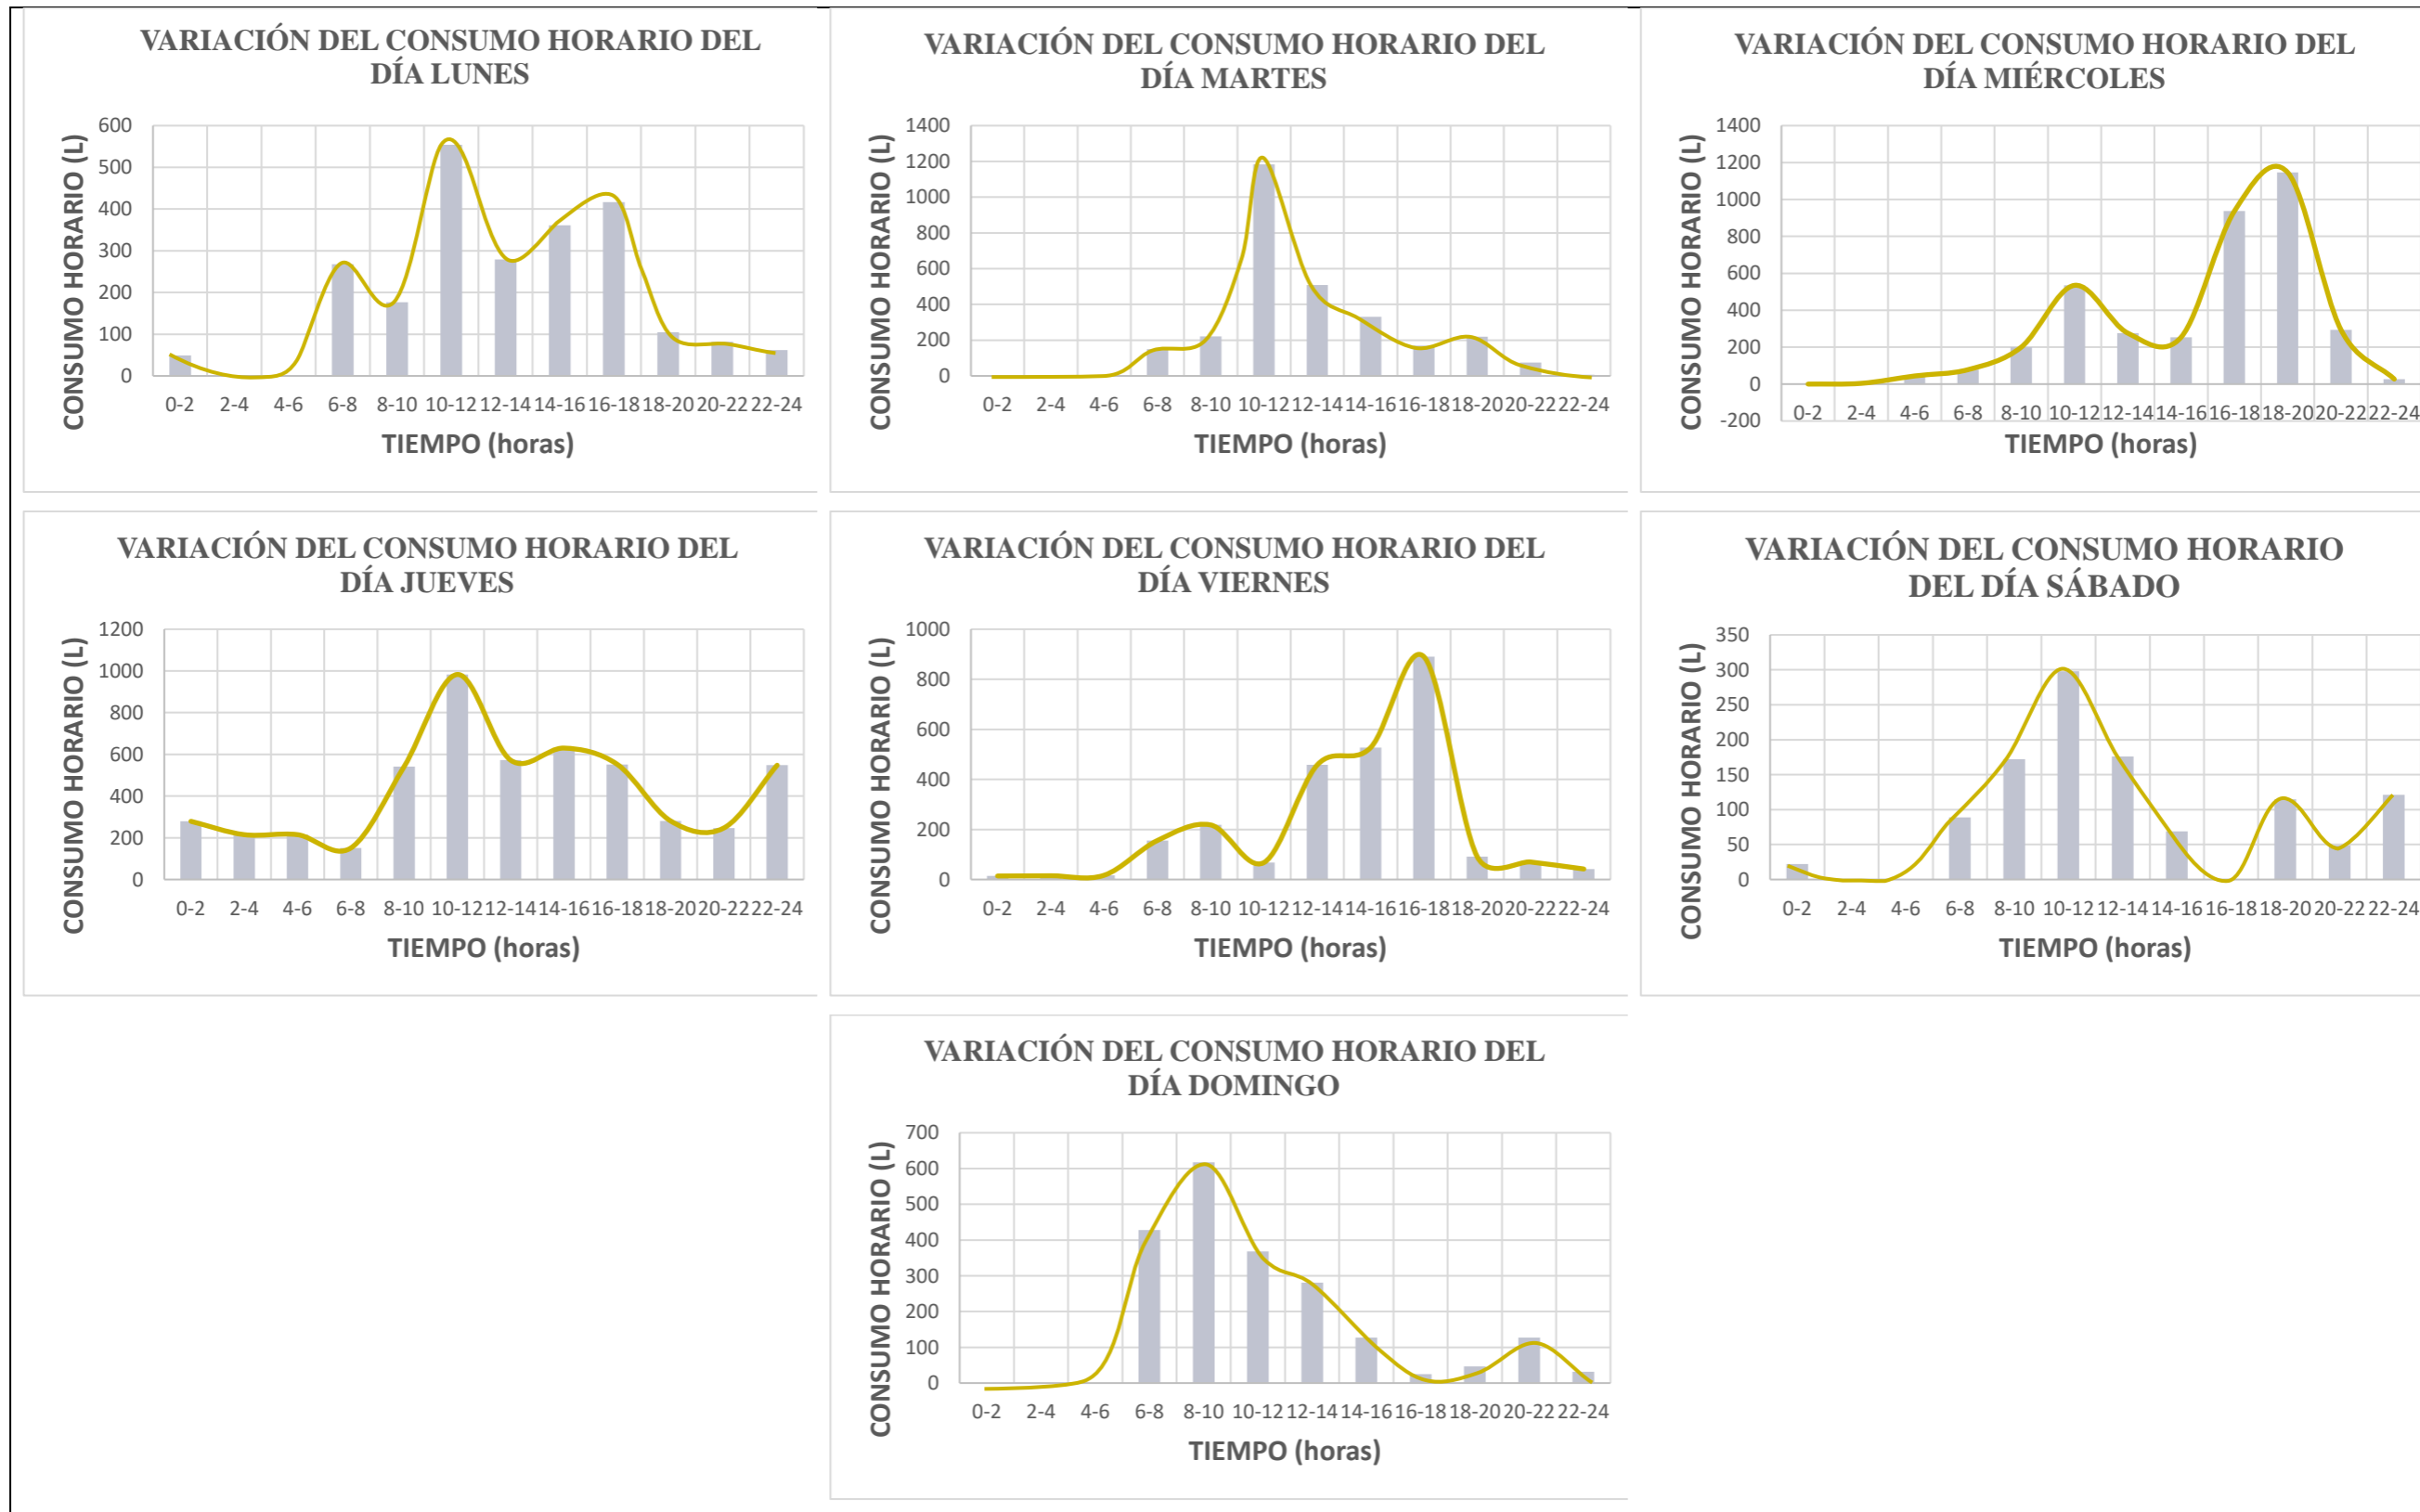 VARIACIÓN DEL CONSUMO HORARIO DEL
DÍA LUNES
CONSUMO HORARIO (L)
600
500
400
300
200
100
0
0-2 2-4 4-6 6-8 8-10 10-12 12-14 14-16 16-18 18-20 20-22 22-24
TIEMPO (horas)
VARIACIÓN DEL CONSUMO HORARIO DEL
DÍA MARTES
CONSUMO HORARIO (L)
1400
1200
1000
800
600
400
200
0
0-2 2-4 4-6 6-8 8-10 10-12 12-14 14-16 16-18 18-20 20-22 22-24
TIEMPO (horas)
VARIACIÓN DEL CONSUMO HORARIO DEL
DÍA MIÉRCOLES
CONSUMO HORARIO (L)
1400
1200
1000
800
600
400
200
0
-200
0-2 2-4 4-6 6-8 8-10 10-12 12-14 14-16 16-18 18-20 20-22 22-24
TIEMPO (horas)
VARIACIÓN DEL CONSUMO HORARIO DEL
DÍA JUEVES
CONSUMO HORARIO (L)
1200
1000
800
600
400
200
0
0-2 2-4 4-6 6-8 8-10 10-12 12-14 14-16 16-18 18-20 20-22 22-24
TIEMPO (horas)
VARIACIÓN DEL CONSUMO HORARIO DEL
DÍA VIERNES
CONSUMO HORARIO (L)
1000
800
600
400
200
0
0-2 2-4 4-6 6-8 8-10 10-12 12-14 14-16 16-18 18-20 20-22 22-24
TIEMPO (horas)
VARIACIÓN DEL CONSUMO HORARIO
DEL DÍA SÁBADO
CONSUMO HORARIO (L)
350
300
250
200
150
100
50
0
0-2 2-4 4-6 6-8 8-10 10-12 12-14 14-16 16-18 18-20 20-22 22-24
TIEMPO (horas)
VARIACIÓN DEL CONSUMO HORARIO DEL
DÍA DOMINGO
CONSUMO HORARIO (L)
700
600
500
400
300
200
100
0
0-2 2-4 4-6 6-8 8-10 10-12 12-14 14-16 16-18 18-20 20-22 22-24
TIEMPO (horas)